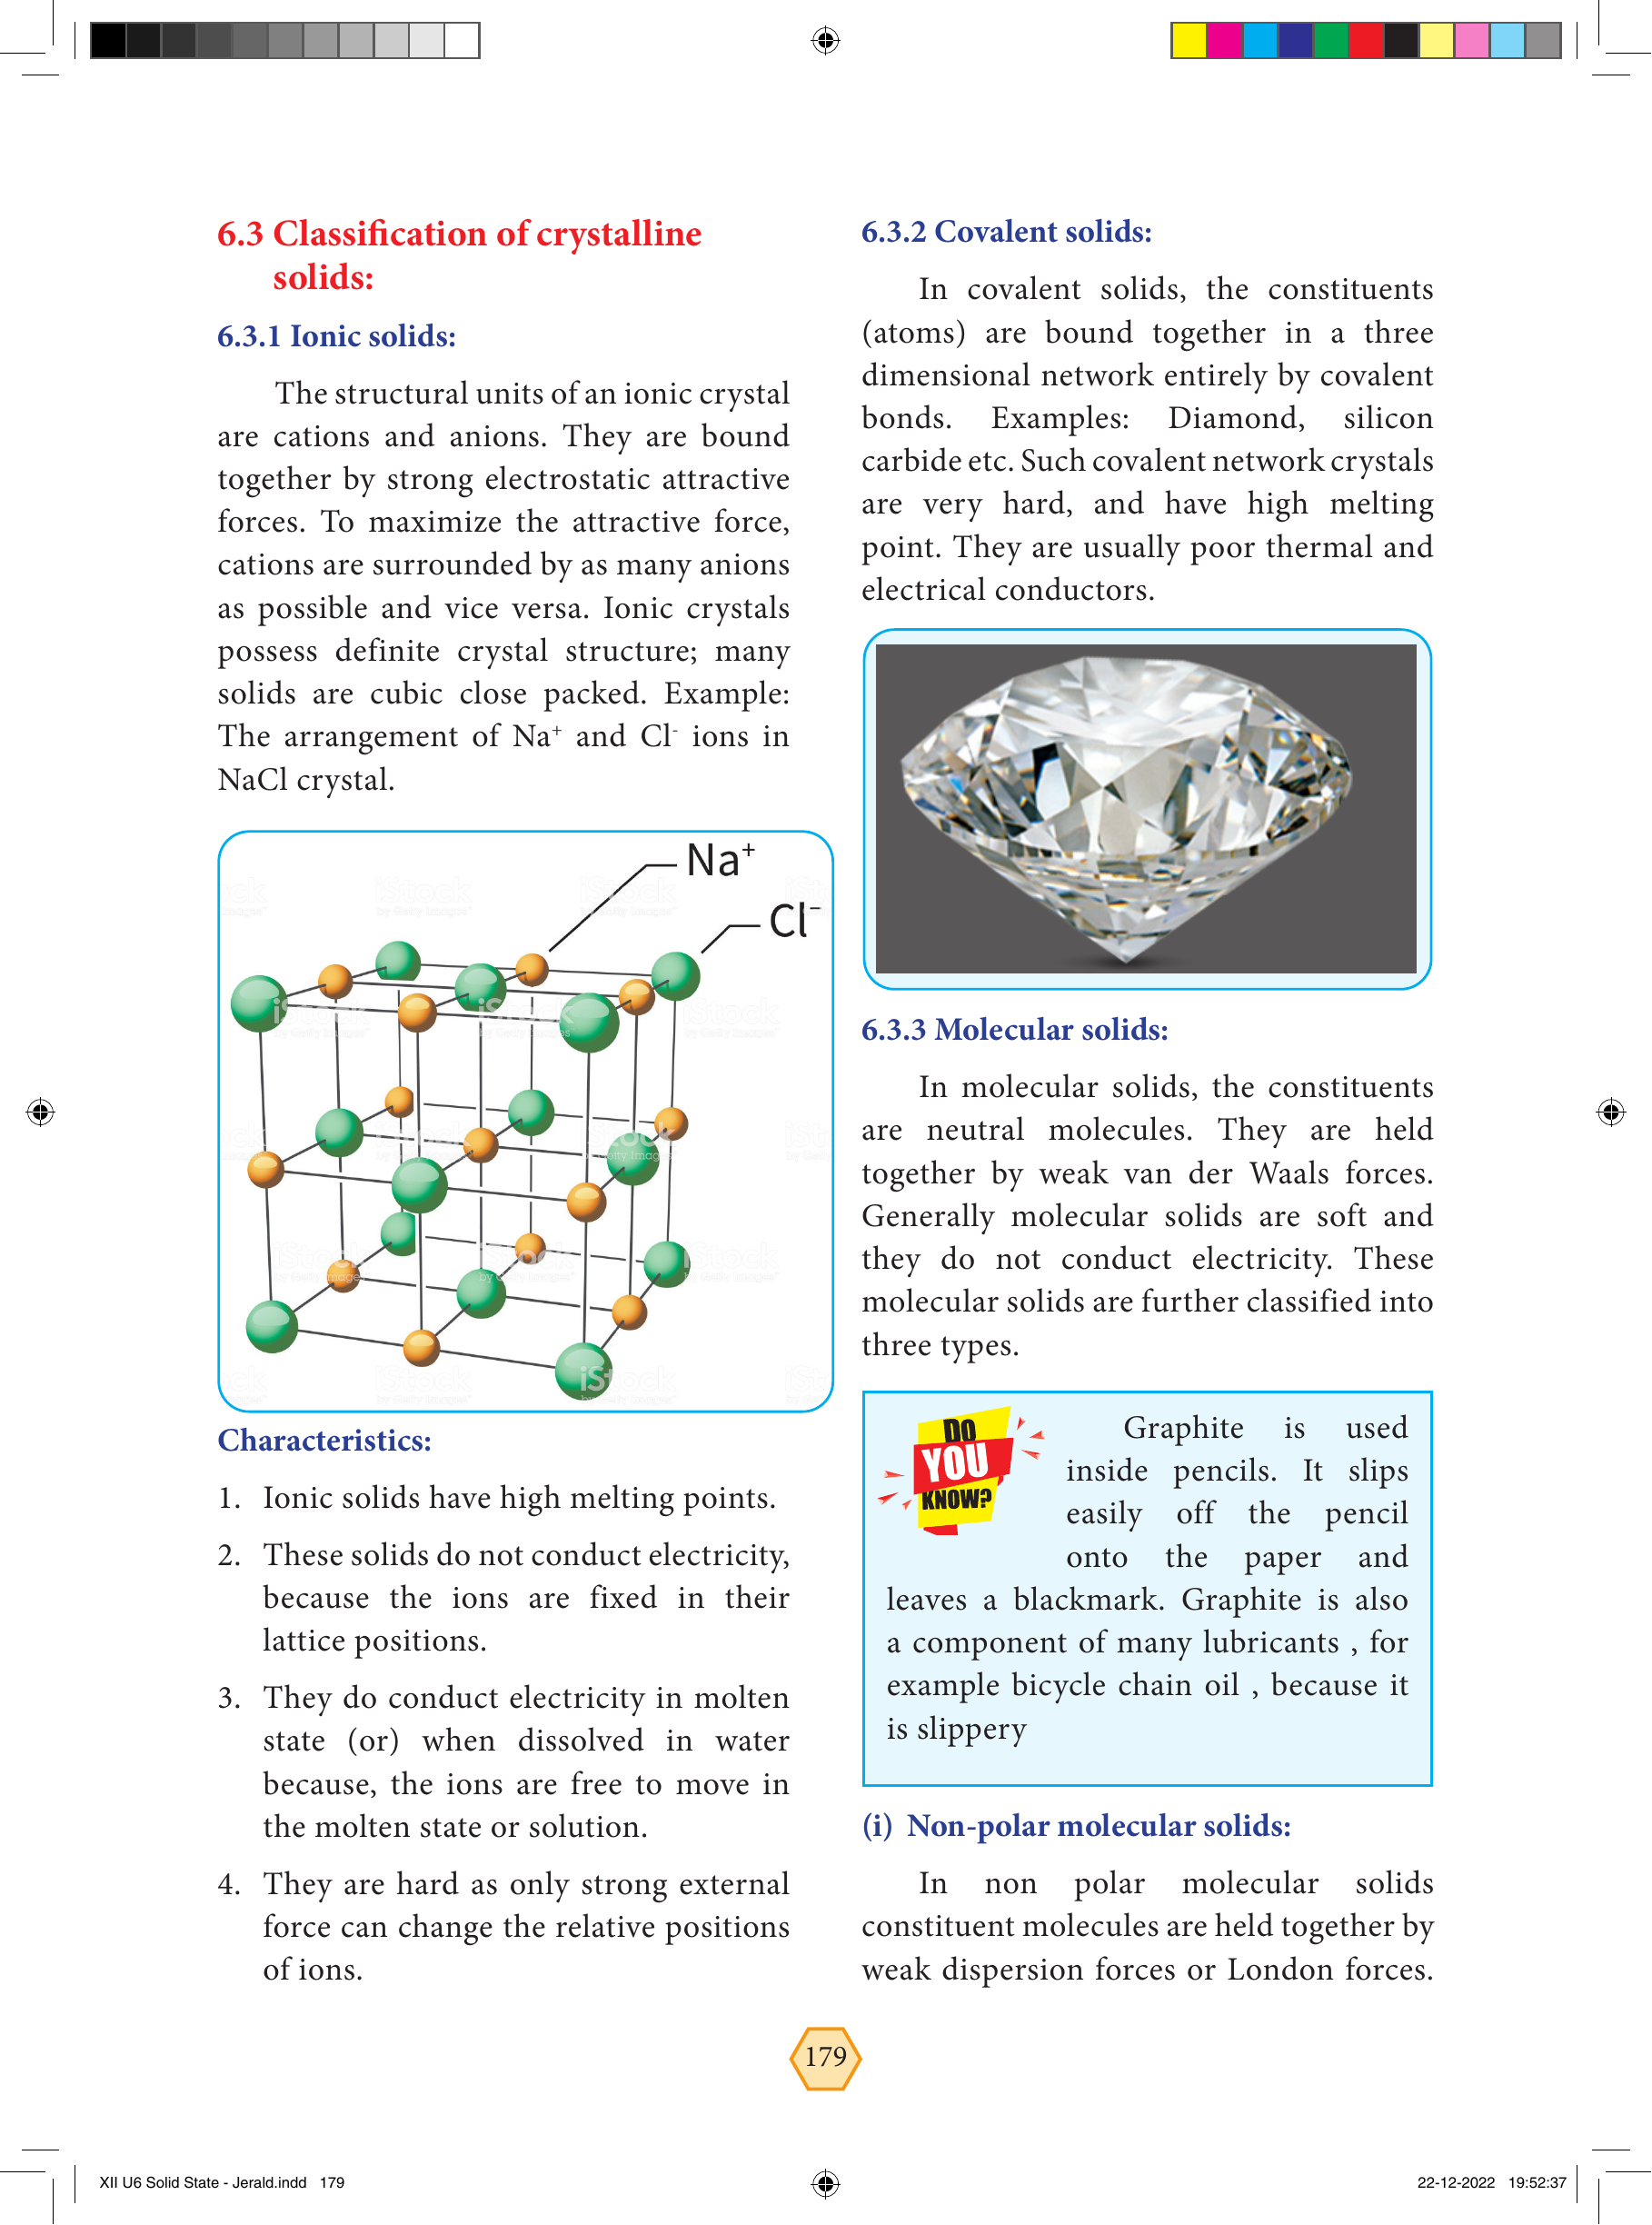 6.3 Classification of crystalline
solids:
6.3.1 Ionic solids:
The structural units of an ionic crystal
are cations and anions. They are bound
together by strong electrostatic attractive
forces. To maximize the attractive force,
cations are surrounded by as many anions
as possible and vice versa. Ionic crystals
possess definite crystal structure; many
solids are cubic close packed. Example:
The arrangement of Na⁺ and Cl⁻ ions in
NaCl crystal.
Na⁺
Cl⁻
iStock
by Getty Images
Characteristics:
1. Ionic solids have high melting points.
2. These solids do not conduct electricity,
because the ions are fixed in their
lattice positions.
3. They do conduct electricity in molten
state (or) when dissolved in water
because, the ions are free to move in
the molten state or solution.
4. They are hard as only strong external
force can change the relative positions
of ions.
6.3.2 Covalent solids:
In covalent solids, the constituents
(atoms) are bound together in a three
dimensional network entirely by covalent
bonds. Examples: Diamond, silicon
carbide etc. Such covalent network crystals
are very hard, and have high melting
point. They are usually poor thermal and
electrical conductors.
6.3.3 Molecular solids:
In molecular solids, the constituents
are neutral molecules. They are held
together by weak van der Waals forces.
Generally molecular solids are soft and
they do not conduct electricity. These
molecular solids are further classified into
three types.
DO
YOU
KNOW?
Graphite is used
inside pencils. It slips
easily off the pencil
onto the paper and
leaves a blackmark. Graphite is also
a component of many lubricants , for
example bicycle chain oil , because it
is slippery
(i) Non-polar molecular solids:
In non polar molecular solids
constituent molecules are held together by
weak dispersion forces or London forces.
179
XII U6 Solid State - Jerald.indd 179
22-12-2022 19:52:37